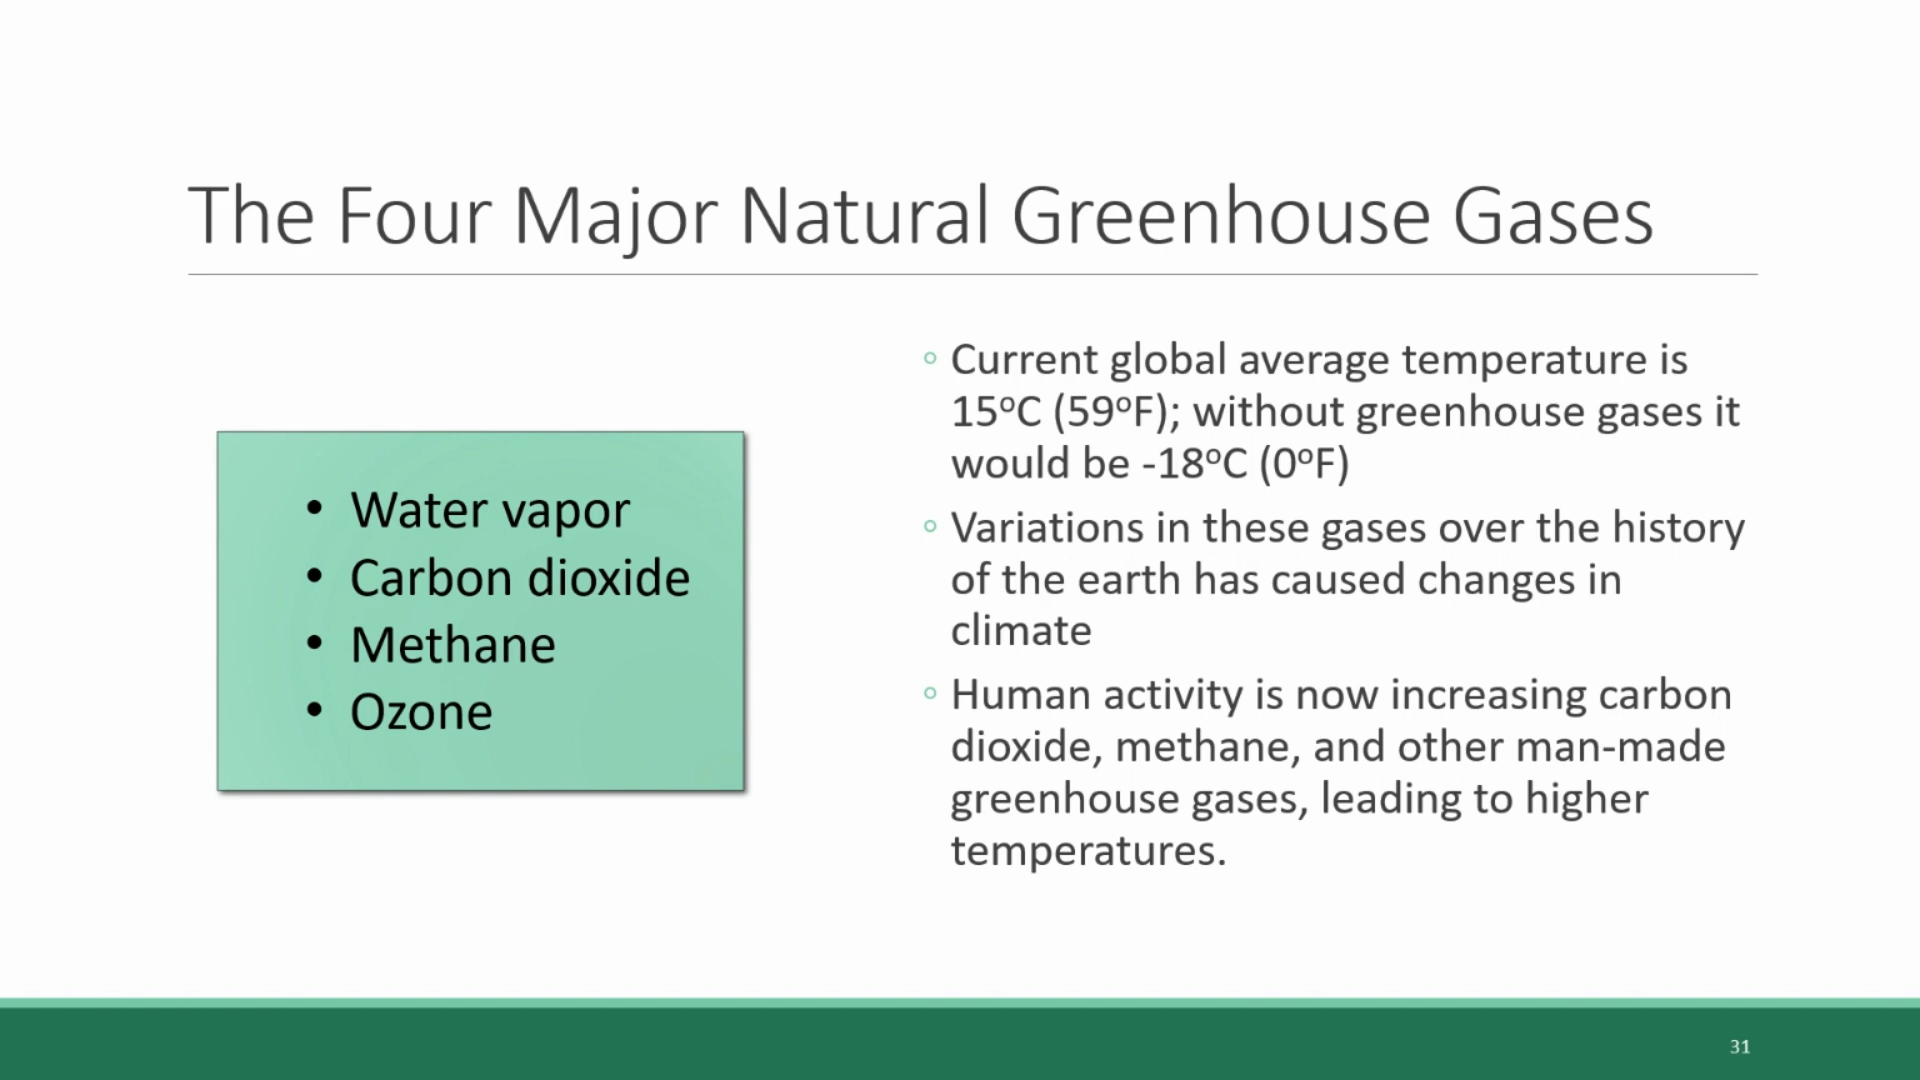 The Four Major Natural Greenhouse Gases
• Water vapor
• Carbon dioxide
• Methane
• Ozone
◦ Current global average temperature is
15ºC (59ºF); without greenhouse gases it
would be -18ºC (0ºF)
◦ Variations in these gases over the history
of the earth has caused changes in
climate
◦ Human activity is now increasing carbon
dioxide, methane, and other man-made
greenhouse gases, leading to higher
temperatures.
31